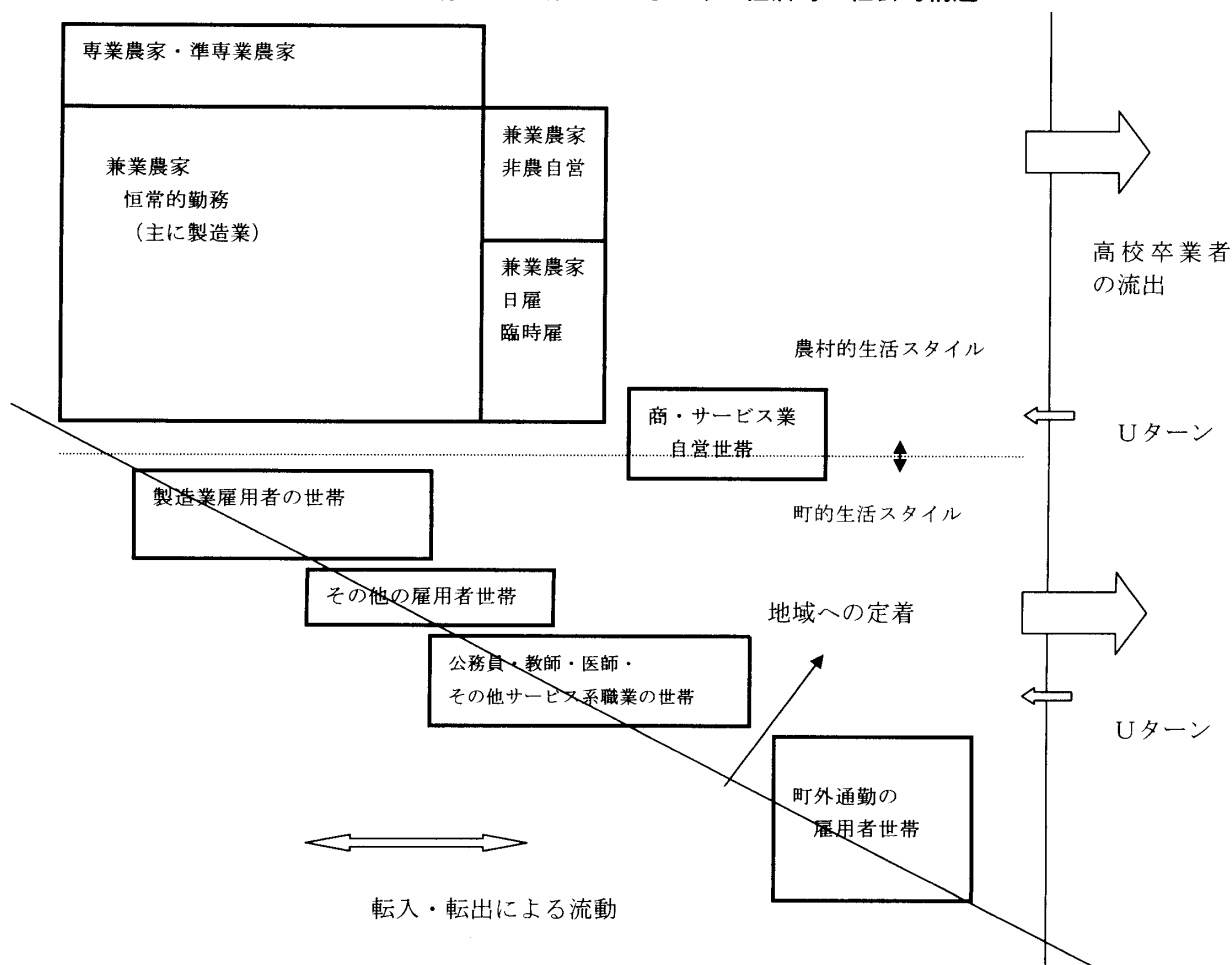 専業農家・準専業農家
兼業農家
恒常的勤務
（主に製造業）
兼業農家
非農自営
兼業農家
日雇
臨時雇
高校卒業者
の流出
農村的生活スタイル
商・サービス業
自営世帯
Uターン
製造業雇用者の世帯
町的生活スタイル
その他の雇用者世帯
地域への定着
公務員・教師・医師・
その他サービス系職業の世帯
Uターン
町外通勤の
雇用者世帯
転入・転出による流動